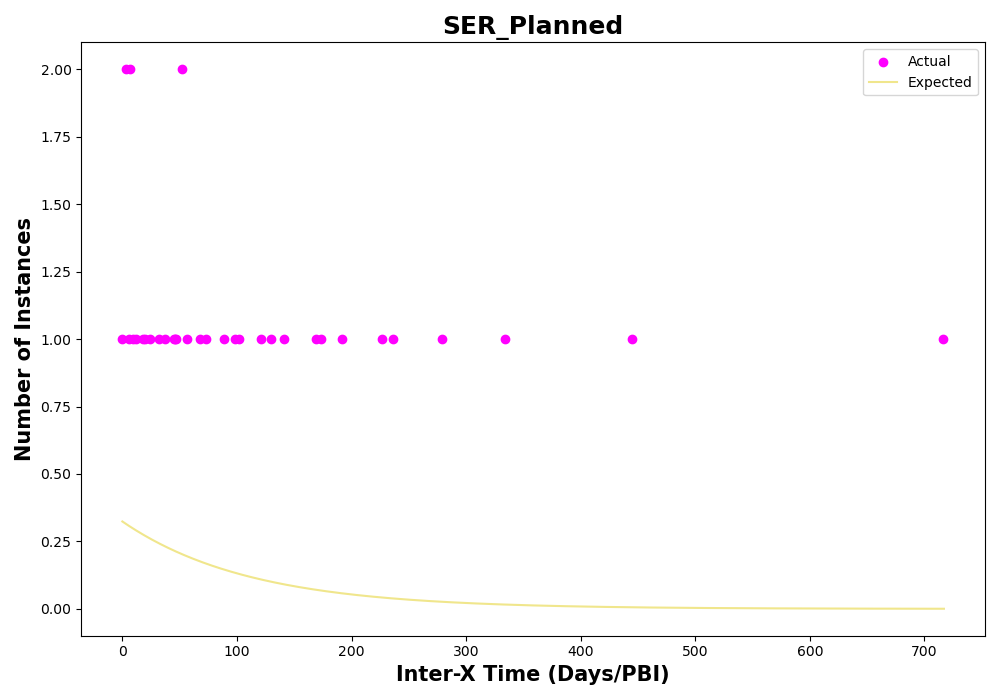 SER_Planned
Actual
Expected
Number of Instances
2.00
1.75
1.50
1.25
1.00
0.75
0.50
0.25
0.00
0 100 200 300 400 500 600 700
Inter-X Time (Days/PBI)